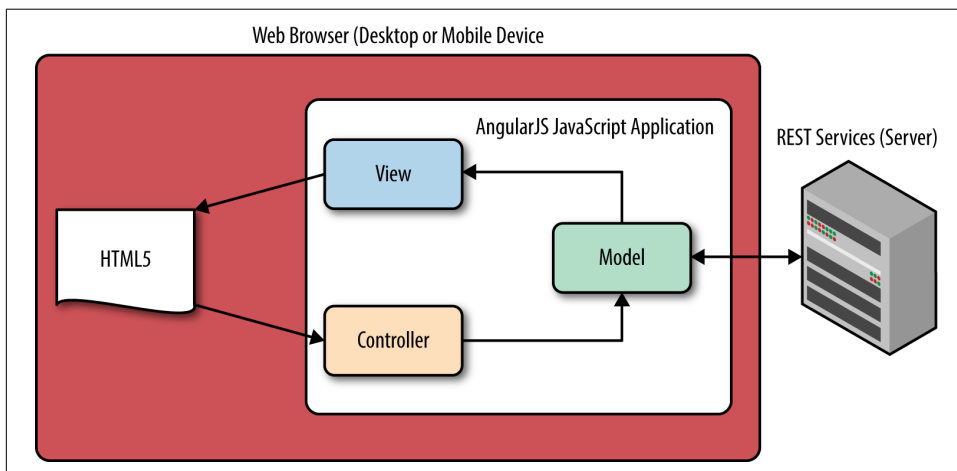 Web Browser (Desktop or Mobile Device
AngularJS JavaScript Application
REST Services (Server)
View
HTML5
Model
Controller